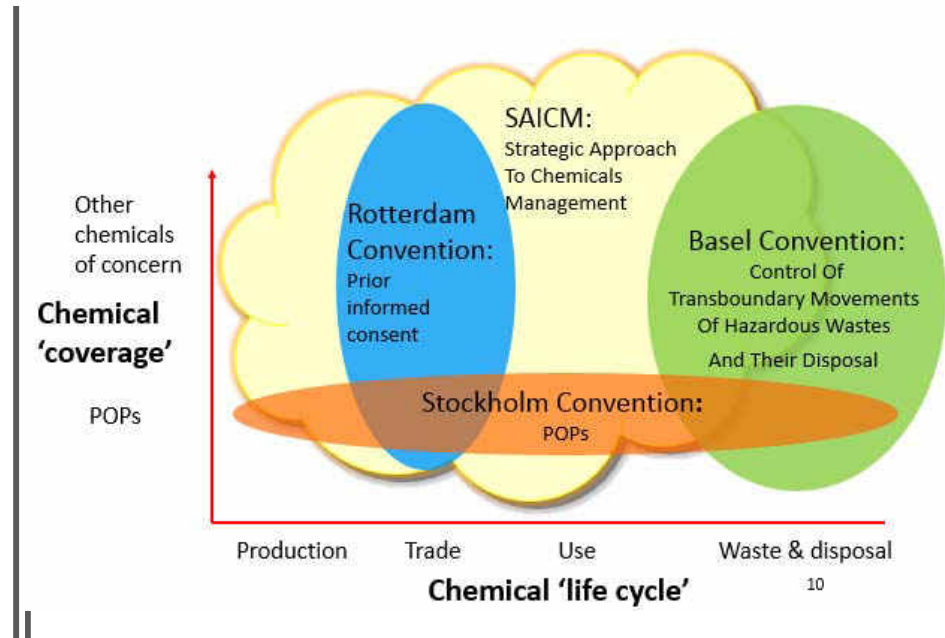 SAICM:
Strategic Approach
To Chemicals
Management
Other
chemicals
of concern
Rotterdam
Convention:
Prior
informed
consent
Basel Convention:
Control Of
Transboundary Movements
Of Hazardous Wastes
And Their Disposal
Chemical
‘coverage’
POPs
Stockholm Convention:
POPs
Production
Trade
Use
Waste & disposal
Chemical ‘life cycle’
10